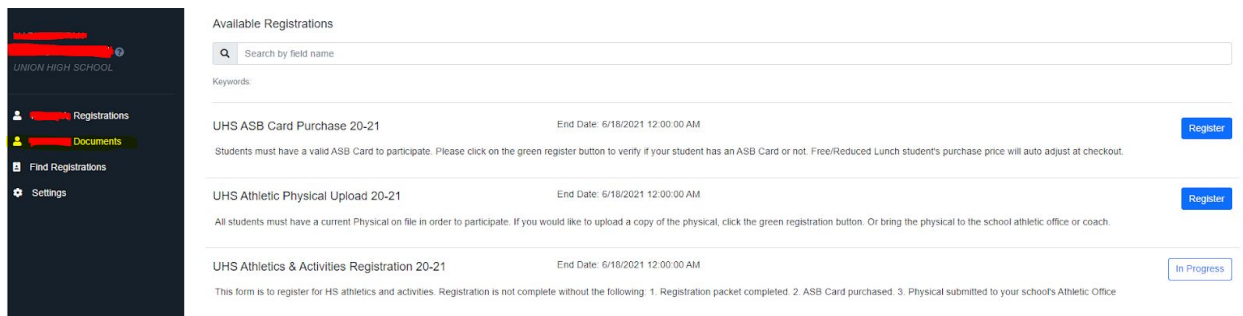 Available Registrations
Search by field name
Keywords:
UNION HIGH SCHOOL
Registrations
Documents
Find Registrations
Settings
UHS ASB Card Purchase 20-21
End Date: 6/18/2021 12:00:00 AM
Register
Students must have a valid ASB Card to participate. Please click on the green register button to verify if your student has an ASB Card or not. Free/Reduced Lunch student's purchase price will auto adjust at checkout.
UHS Athletic Physical Upload 20-21
End Date: 6/18/2021 12:00:00 AM
Register
All students must have a current Physical on file in order to participate. If you would like to upload a copy of the physical, click the green registration button. Or bring the physical to the school athletic office or coach.
UHS Athletics & Activities Registration 20-21
End Date: 6/18/2021 12:00:00 AM
In Progress
This form is to register for HS athletics and activities. Registration is not complete without the following: 1. Registration packet completed. 2. ASB Card purchased. 3. Physical submitted to your school's Athletic Office